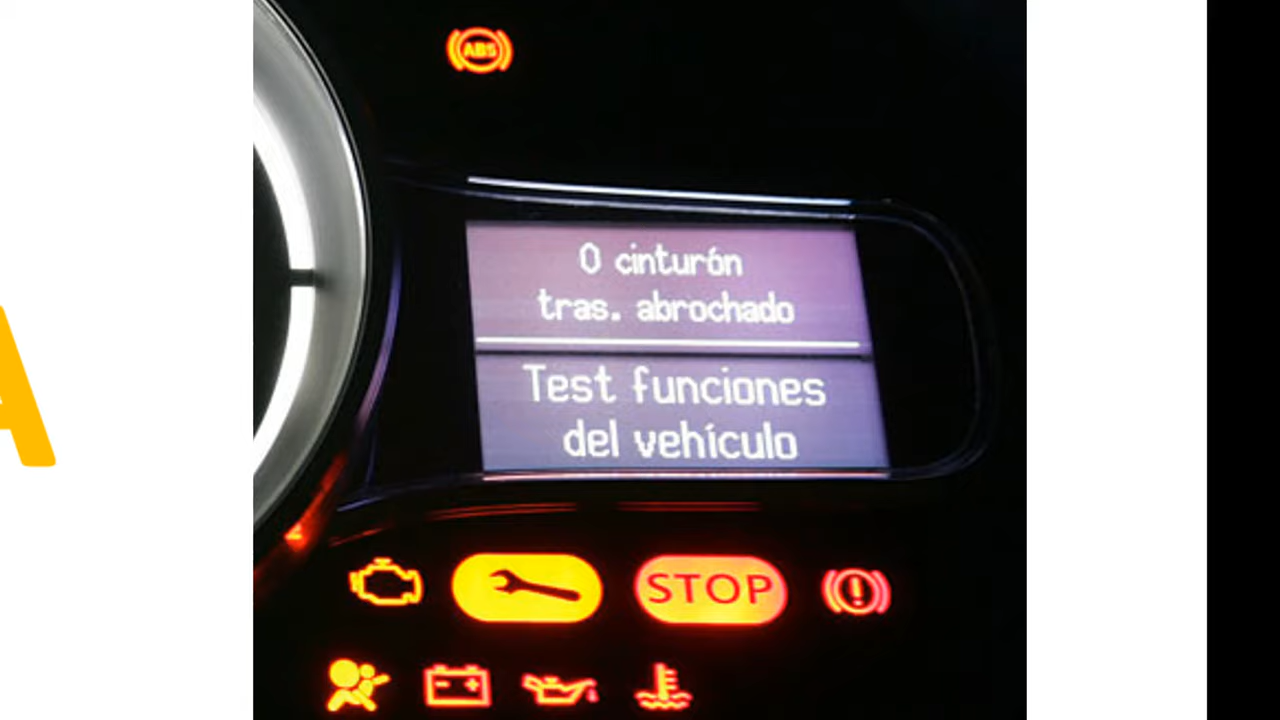 ABS
0 cinturón
tras. abrochado
Test funciones
del vehículo
STOP
A